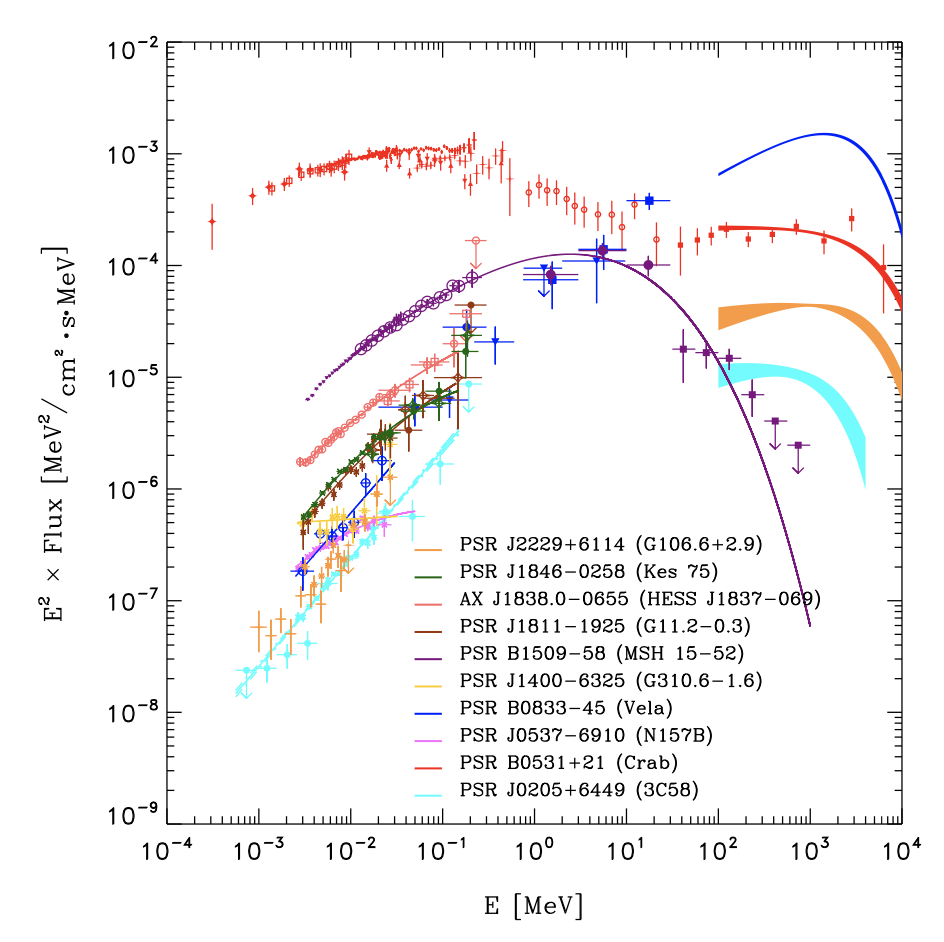 10⁻²
10⁻³
10⁻⁴
10⁻⁵
10⁻⁶
10⁻⁷
10⁻⁸
10⁻⁹
E² × Flux [MeV²/cm² • s• MeV]
PSR J2229+6114 (G106.6+2.9)
PSR J1846−0258 (Kes 75)
AX J1838.0−0655 (HESS J1837−069)
PSR J1811−1925 (G11.2−0.3)
PSR B1509−58 (MSH 15−52)
PSR J1400−6325 (G310.6−1.6)
PSR B0833−45 (Vela)
PSR J0537−6910 (N157B)
PSR B0531+21 (Crab)
PSR J0205+6449 (3C58)
10⁻⁴ 10⁻³ 10⁻² 10⁻¹ 10⁰ 10¹ 10² 10³ 10⁴
E [MeV]